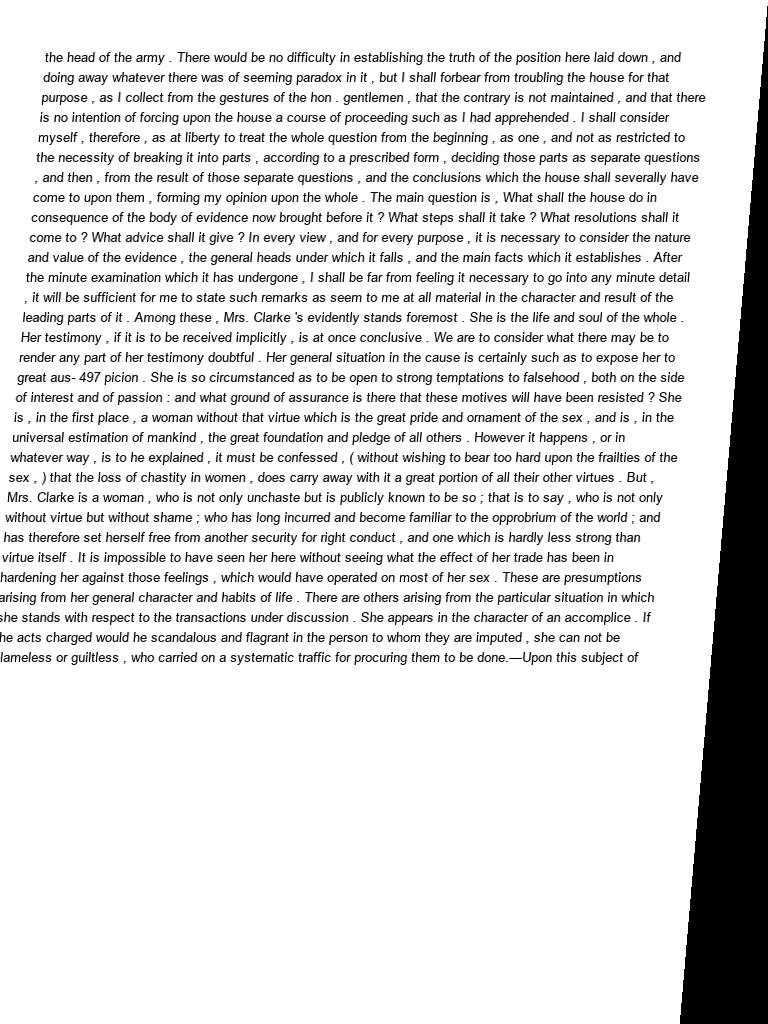 the head of the army . There would be no difficulty in establishing the truth of the position here laid down , and
doing away whatever there was of seeming paradox in it , but I shall forbear from troubling the house for that
purpose , as I collect from the gestures of the hon . gentlemen , that the contrary is not maintained , and that there
is no intention of forcing upon the house a course of proceeding such as I had apprehended . I shall consider
myself , therefore , as at liberty to treat the whole question from the beginning , as one , and not as restricted to
the necessity of breaking it into parts , according to a prescribed form , deciding those parts as separate questions
, and then , from the result of those separate questions , and the conclusions which the house shall severally have
come to upon them , forming my opinion upon the whole . The main question is , What shall the house do in
consequence of the body of evidence now brought before it ? What steps shall it take ? What resolutions shall it
come to ? What advice shall it give ? In every view , and for every purpose , it is necessary to consider the nature
and value of the evidence , the general heads under which it falls , and the main facts which it establishes . After
the minute examination which it has undergone , I shall be far from feeling it necessary to go into any minute detail
, it will be sufficient for me to state such remarks as seem to me at all material in the character and result of the
leading parts of it . Among these , Mrs. Clarke 's evidently stands foremost . She is the life and soul of the whole .
Her testimony , if it is to be received implicitly , is at once conclusive . We are to consider what there may be to
render any part of her testimony doubtful . Her general situation in the cause is certainly such as to expose her to
great aus- 497 picion . She is so circumstanced as to be open to strong temptations to falsehood , both on the side
of interest and of passion : and what ground of assurance is there that these motives will have been resisted ? She
is , in the first place , a woman without that virtue which is the great pride and ornament of the sex , and is , in the
universal estimation of mankind , the great foundation and pledge of all others . However it happens , or in
whatever way , is to he explained , it must be confessed , ( without wishing to bear too hard upon the frailties of the
sex , ) that the loss of chastity in women , does carry away with it a great portion of all their other virtues . But ,
Mrs. Clarke is a woman , who is not only unchaste but is publicly known to be so ; that is to say , who is not only
without virtue but without shame ; who has long incurred and become familiar to the opprobrium of the world ; and
has therefore set herself free from another security for right conduct , and one which is hardly less strong than
virtue itself . It is impossible to have seen her here without seeing what the effect of her trade has been in
hardening her against those feelings , which would have operated on most of her sex . These are presumptions
arising from her general character and habits of life . There are others arising from the particular situation in which
she stands with respect to the transactions under discussion . She appears in the character of an accomplice . If
he acts charged would he scandalous and flagrant in the person to whom they are imputed , she can not be
lameless or guiltless , who carried on a systematic traffic for procuring them to be done.—Upon this subject of